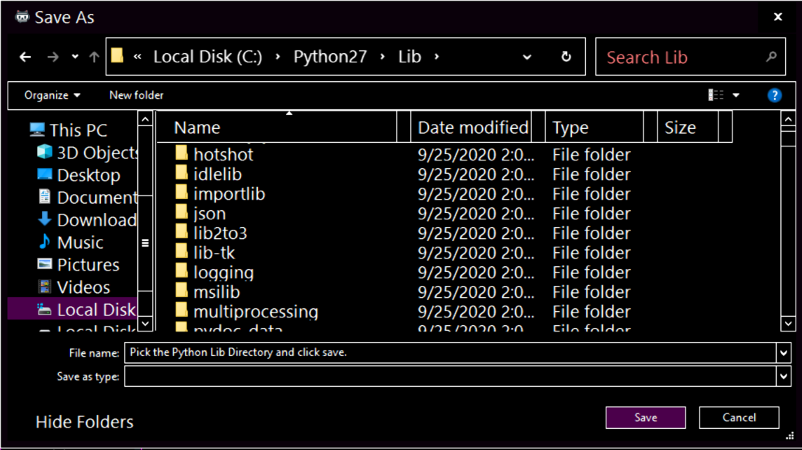 Save As
« Local Disk (C:) › Python27 › Lib ›
Search Lib
Organize
New folder
Name Date modified Type Size
This PC
3D Objects
Desktop
Document
Download
Music
Pictures
Videos
Local Disk
Local Disk
hotshot 9/25/2020 2:0... File folder
idlelib 9/25/2020 2:0... File folder
importlib 9/25/2020 2:0... File folder
json 9/25/2020 2:0... File folder
lib2to3 9/25/2020 2:0... File folder
lib-tk 9/25/2020 2:0... File folder
logging 9/25/2020 2:0... File folder
msilib 9/25/2020 2:0... File folder
multiprocessing 9/25/2020 2:0... File folder
pydoc_data 9/25/2020 2:0... File folder
File name: Pick the Python Lib Directory and click save.
Save as type:
Hide Folders
Save
Cancel